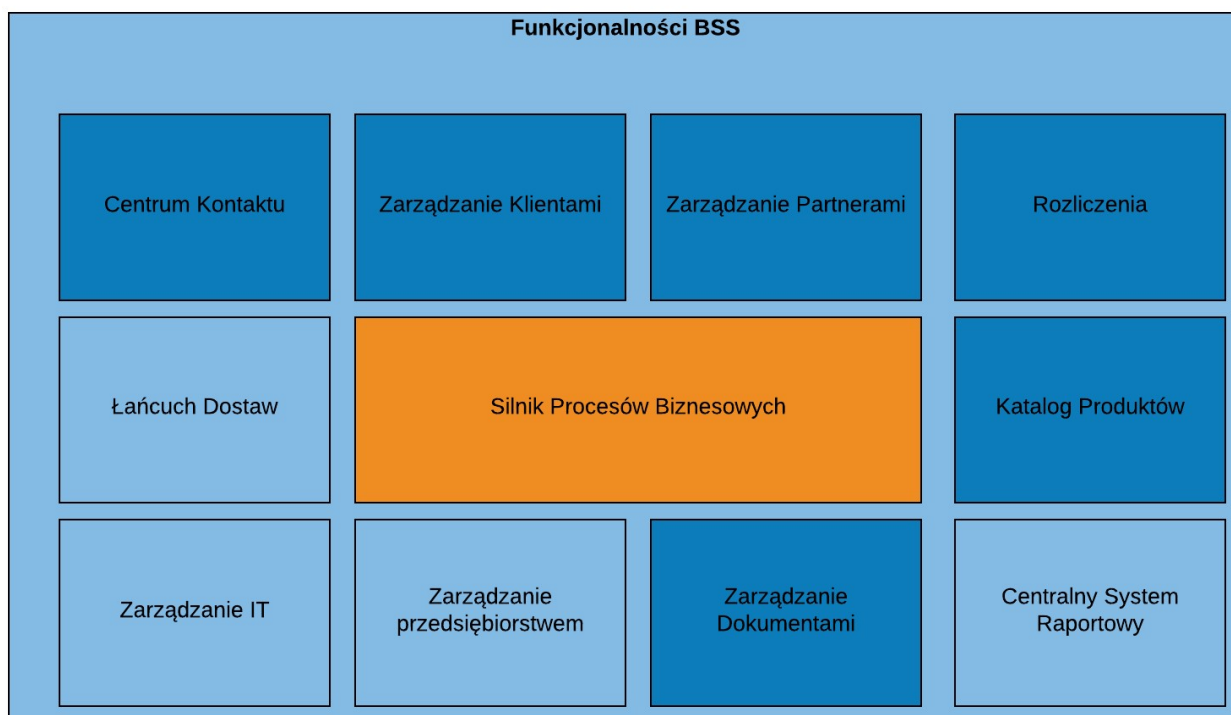 Funkcjonalności BSS
Centrum Kontaktu
Zarządzanie Klientami
Zarządzanie Partnerami
Rozliczenia
Łańcuch Dostaw
Silnik Procesów Biznesowych
Katalog Produktów
Zarządzanie IT
Zarządzanie
przedsiębiorstwem
Zarządzanie
Dokumentami
Centralny System
Raportowy